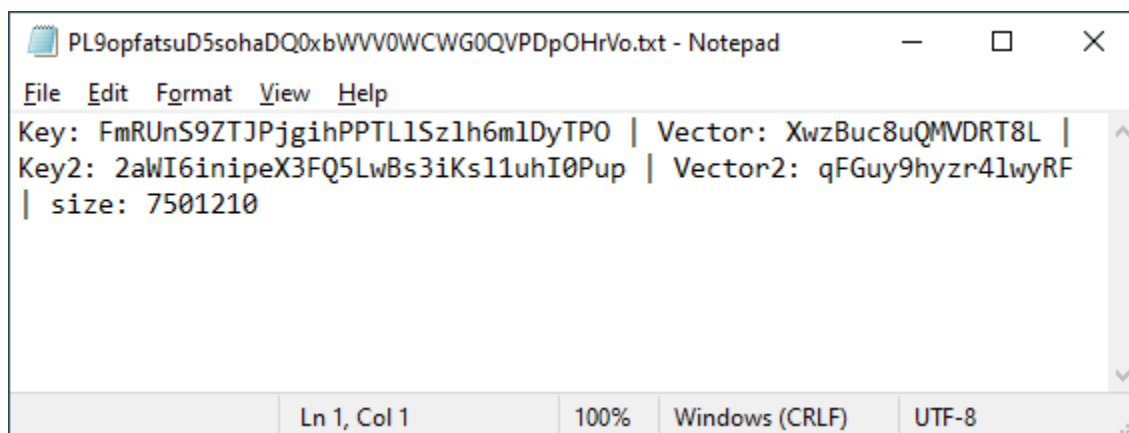 PL9opfatsuD5sohaDQ0xbWVV0WCWG0QVPDpOHrVo.txt - Notepad
File Edit Format View Help
Key: FmRUnS9ZTJPjgihPPTLlSzlh6mlDyTPO | Vector: XwzBuc8uQMVDRT8L |
Key2: 2aWI6inipeX3FQ5LwBs3iKsl1uhI0Pup | Vector2: qFGuy9hyzr4lwyRF
| size: 7501210
Ln 1, Col 1 100% Windows (CRLF) UTF-8